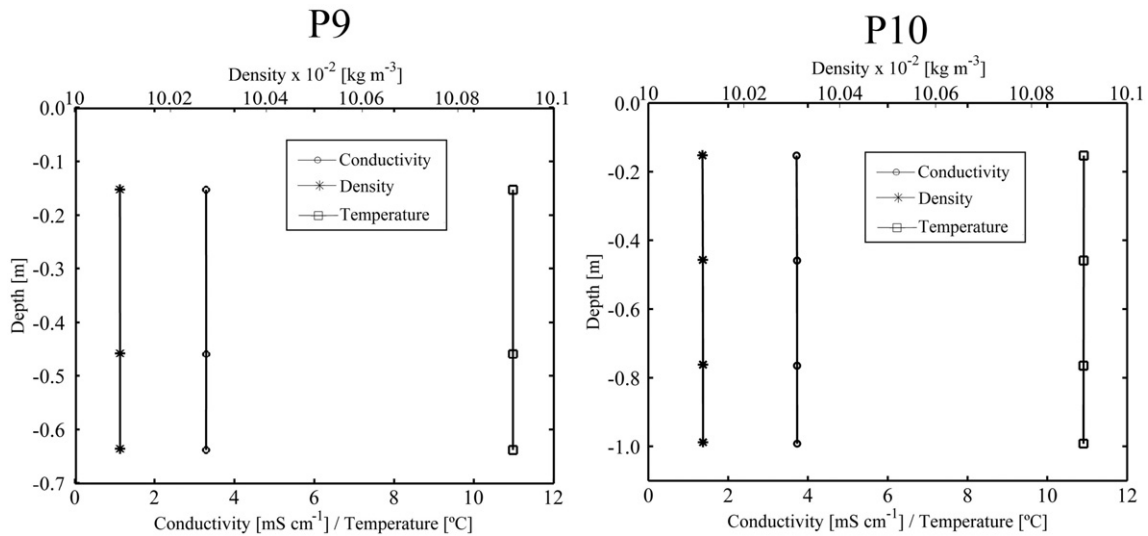 P9
Density x 10⁻² [kg m⁻³]
10 10.02 10.04 10.06 10.08 10.1
0.0
-0.1
-0.2
-0.3
-0.4
-0.5
-0.6
-0.7
Depth [m]
Conductivity
Density
Temperature
0 2 4 6 8 10 12
Conductivity [mS cm⁻¹] / Temperature [ºC]
P10
Density x 10⁻² [kg m⁻³]
10 10.02 10.04 10.06 10.08 10.1
0.0
-0.2
-0.4
-0.6
-0.8
-1.0
Depth [m]
Conductivity
Density
Temperature
0 2 4 6 8 10 12
Conductivity [mS cm⁻¹] / Temperature [ºC]